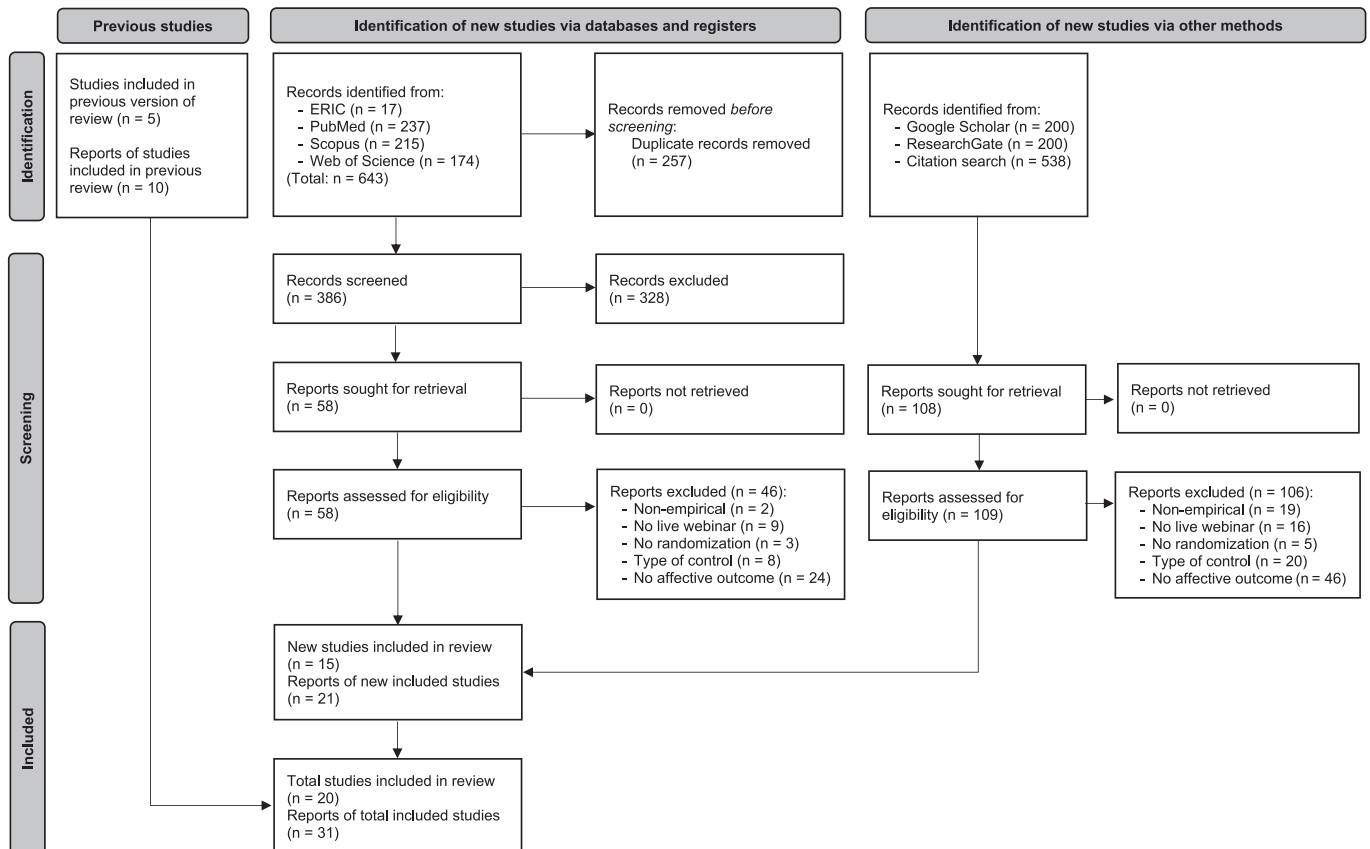 Previous studies
Identification of new studies via databases and registers
Identification of new studies via other methods
Identification
Studies included in
previous version of
review (n = 5)
Reports of studies
included in previous
review (n = 10)
Records identified from:
- ERIC (n = 17)
- PubMed (n = 237)
- Scopus (n = 215)
- Web of Science (n = 174)
(Total: n = 643)
Records removed before
screening:
Duplicate records removed
(n = 257)
Records identified from:
- Google Scholar (n = 200)
- ResearchGate (n = 200)
- Citation search (n = 538)
Screening
Records screened
(n = 386)
Records excluded
(n = 328)
Reports sought for retrieval
(n = 58)
Reports not retrieved
(n = 0)
Reports sought for retrieval
(n = 108)
Reports not retrieved
(n = 0)
Reports assessed for eligibility
(n = 58)
Reports excluded (n = 46):
- Non-empirical (n = 2)
- No live webinar (n = 9)
- No randomization (n = 3)
- Type of control (n = 8)
- No affective outcome (n = 24)
Reports assessed for
eligibility (n = 109)
Reports excluded (n = 106):
- Non-empirical (n = 19)
- No live webinar (n = 16)
- No randomization (n = 5)
- Type of control (n = 20)
- No affective outcome (n = 46)
Included
New studies included in review
(n = 15)
Reports of new included studies
(n = 21)
Total studies included in review
(n = 20)
Reports of total included studies
(n = 31)